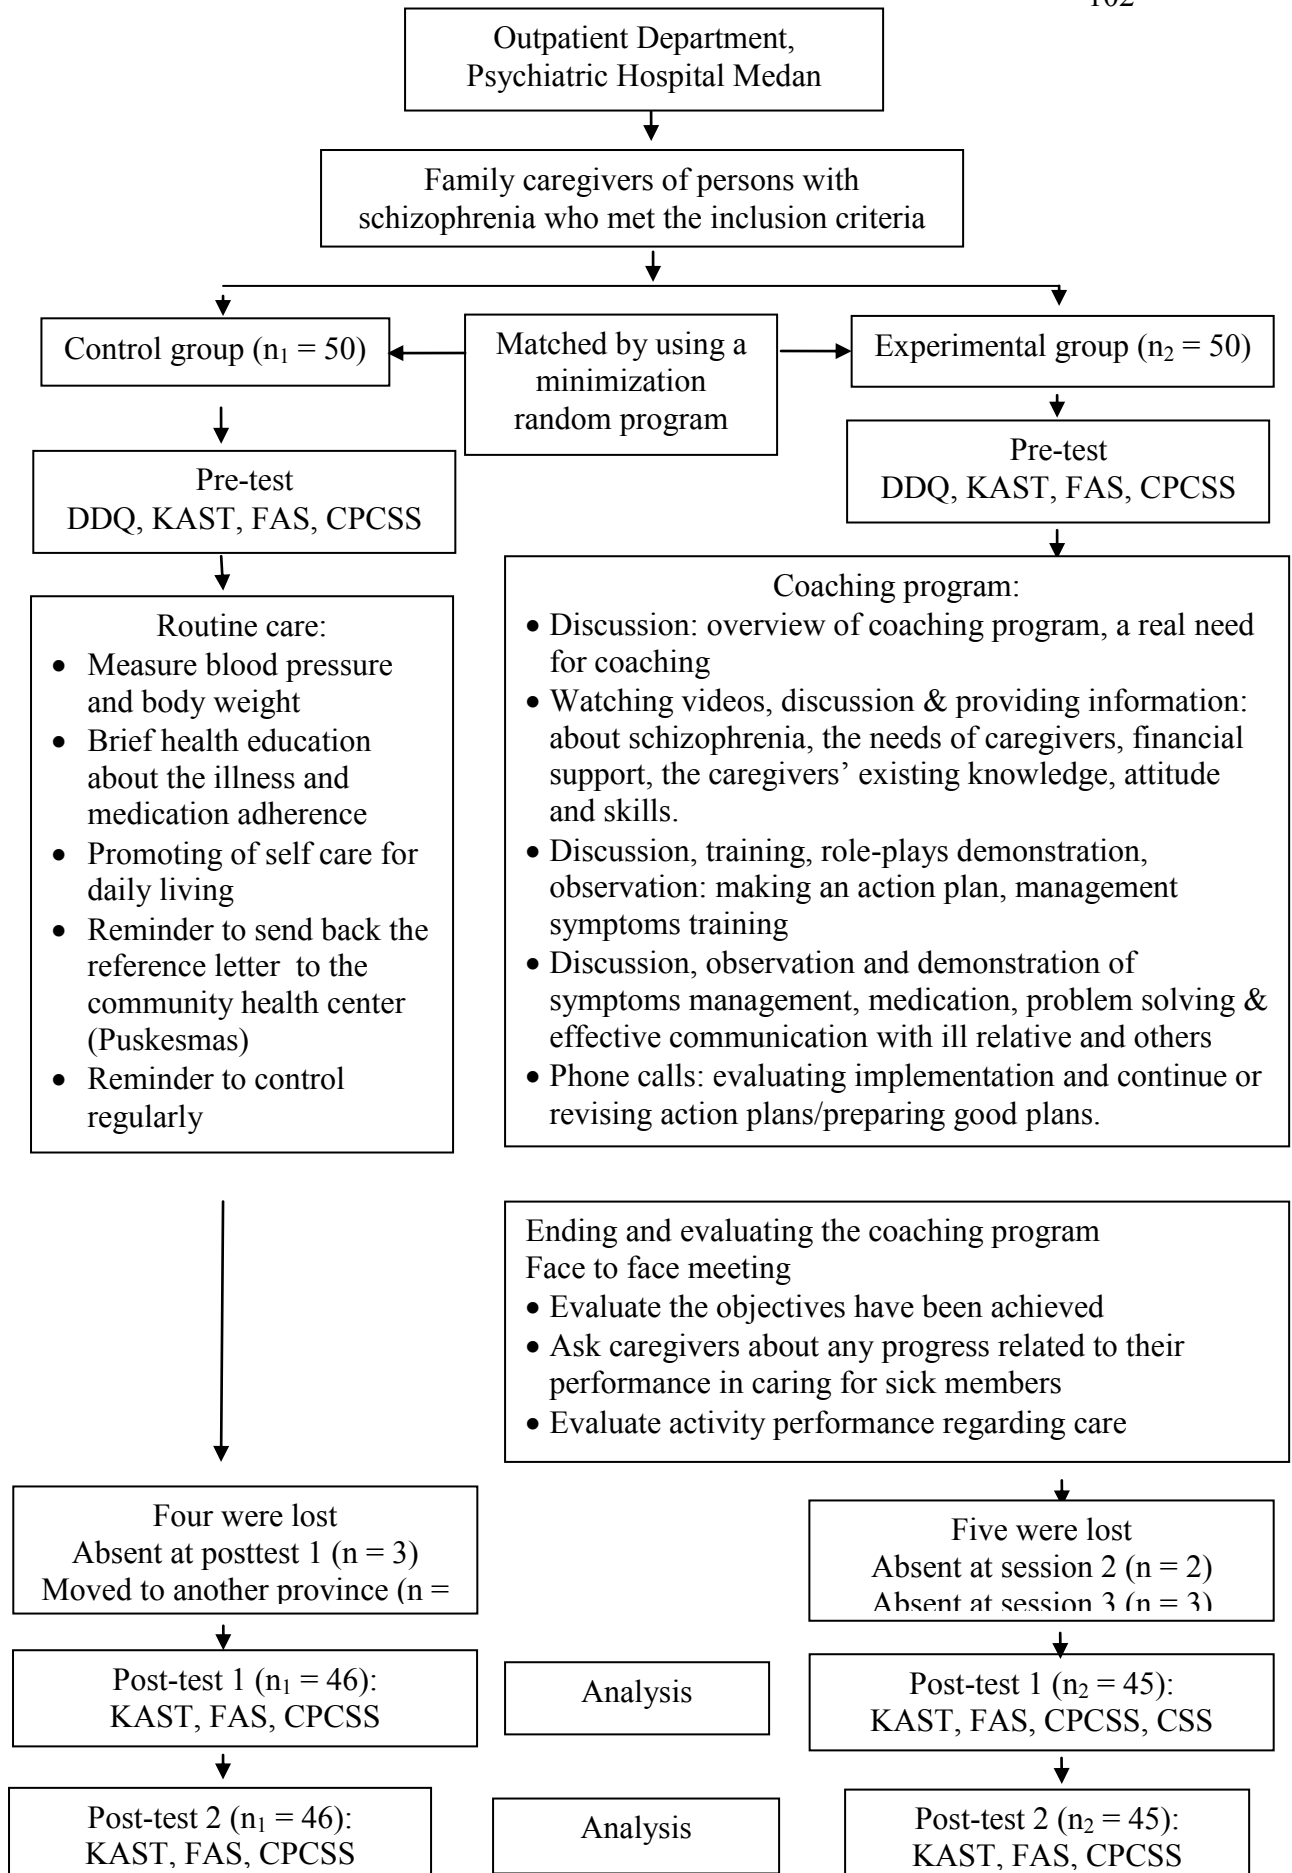 102
Outpatient Department,
Psychiatric Hospital Medan
Family caregivers of persons with
schizophrenia who met the inclusion criteria
Control group (n₁ = 50)
Matched by using a
minimization
random program
Experimental group (n₂ = 50)
Pre-test
DDQ, KAST, FAS, CPCSS
Pre-test
DDQ, KAST, FAS, CPCSS
Routine care:
• Measure blood pressure
and body weight
• Brief health education
about the illness and
medication adherence
• Promoting of self care for
daily living
• Reminder to send back the
reference letter to the
community health center
(Puskesmas)
• Reminder to control
regularly
Coaching program:
• Discussion: overview of coaching program, a real need
for coaching
• Watching videos, discussion & providing information:
about schizophrenia, the needs of caregivers, financial
support, the caregivers’ existing knowledge, attitude
and skills.
• Discussion, training, role-plays demonstration,
observation: making an action plan, management
symptoms training
• Discussion, observation and demonstration of
symptoms management, medication, problem solving &
effective communication with ill relative and others
• Phone calls: evaluating implementation and continue or
revising action plans/preparing good plans.
Ending and evaluating the coaching program
Face to face meeting
• Evaluate the objectives have been achieved
• Ask caregivers about any progress related to their
performance in caring for sick members
• Evaluate activity performance regarding care
Four were lost
Absent at posttest 1 (n = 3)
Moved to another province (n =
Five were lost
Absent at session 2 (n = 2)
Absent at session 3 (n = 3)
Post-test 1 (n₁ = 46):
KAST, FAS, CPCSS
Analysis
Post-test 1 (n₂ = 45):
KAST, FAS, CPCSS, CSS
Post-test 2 (n₁ = 46):
KAST, FAS, CPCSS
Analysis
Post-test 2 (n₂ = 45):
KAST, FAS, CPCSS